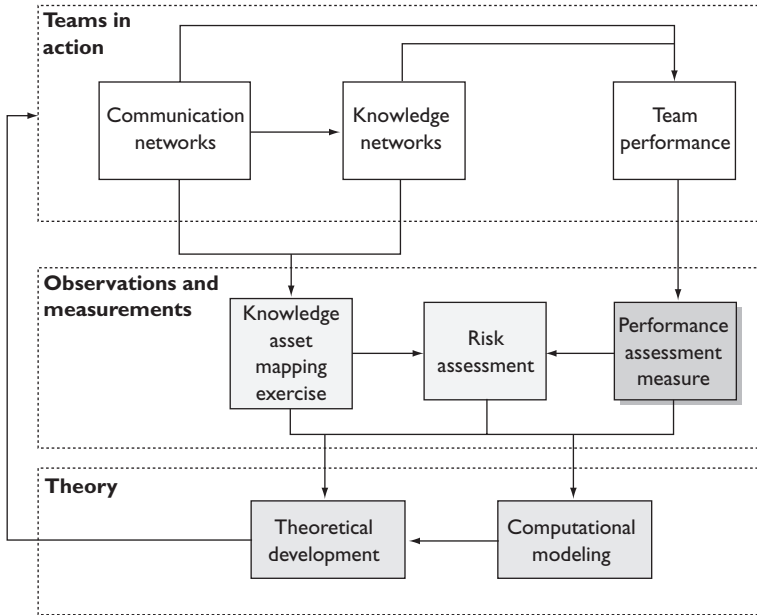 Teams in
action
Communication
networks
Knowledge
networks
Team
performance
Observations and
measurements
Knowledge
asset
mapping
exercise
Risk
assessment
Performance
assessment
measure
Theory
Theoretical
development
Computational
modeling